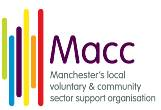 Macc
Manchester's local
voluntary & community
sector support organisation